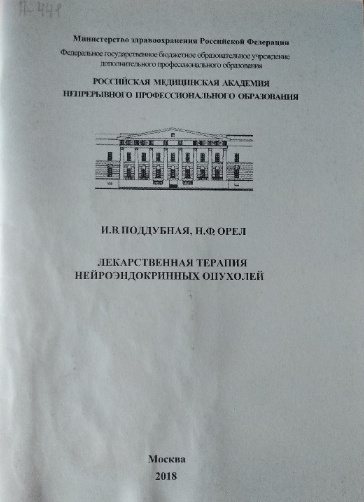 П-441
Министерство здравоохранения Российской Федерации
Федеральное государственное бюджетное образовательное учреждение
дополнительного профессионального образования
РОССИЙСКАЯ МЕДИЦИНСКАЯ АКАДЕМИЯ
НЕПРЕРЫВНОГО ПРОФЕССИОНАЛЬНОГО ОБРАЗОВАНИЯ
И.В. ПОДДУБНАЯ, Н.Ф. ОРЕЛ
ЛЕКАРСТВЕННАЯ ТЕРАПИЯ
НЕЙРОЭНДОКРИННЫХ ОПУХОЛЕЙ
Москва
2018